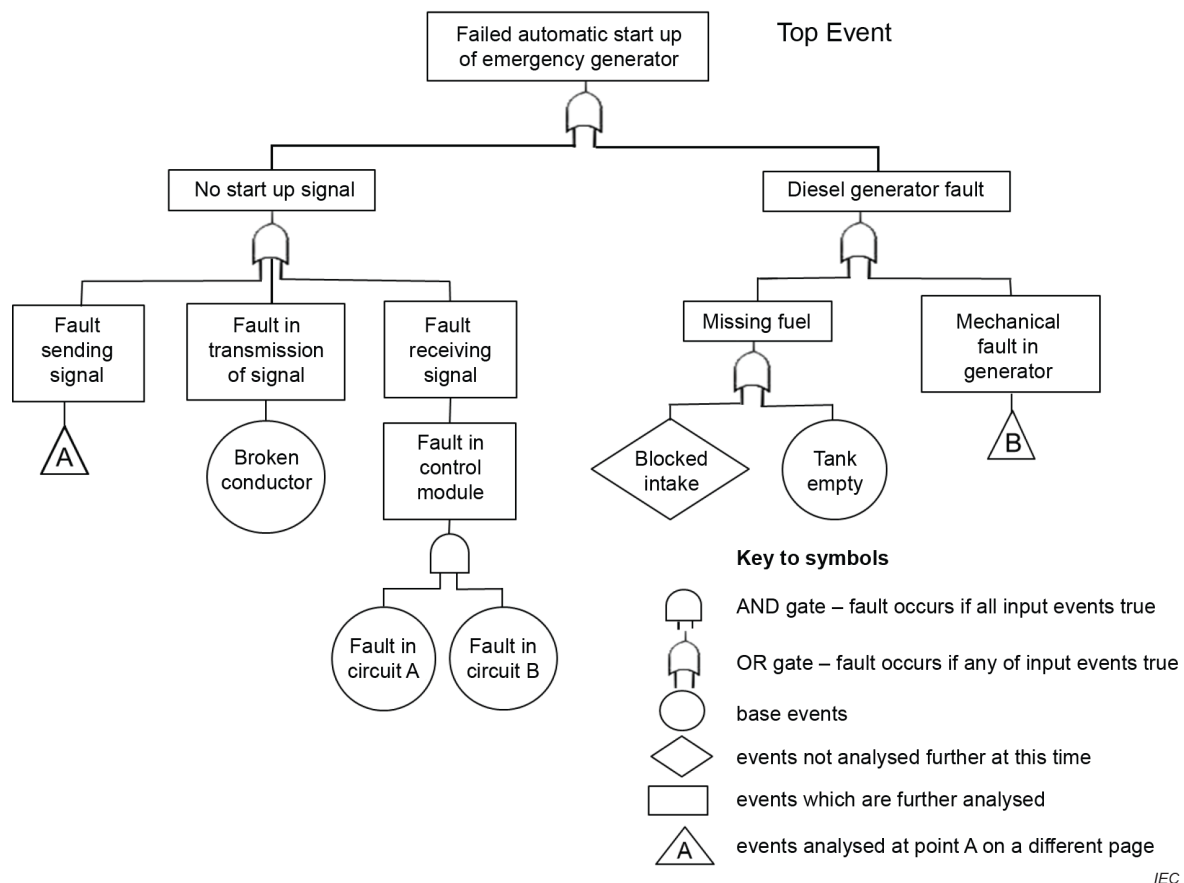 Failed automatic start up
of emergency generator
Top Event
No start up signal
Diesel generator fault
Fault
sending
signal
Fault in
transmission
of signal
Fault
receiving
signal
Missing fuel
Mechanical
fault in
generator
A
Broken
conductor
Fault in
control
module
Blocked
intake
Tank
empty
B
Fault in
circuit A
Fault in
circuit B
Key to symbols
AND gate – fault occurs if all input events true
OR gate – fault occurs if any of input events true
base events
events not analysed further at this time
events which are further analysed
A
events analysed at point A on a different page
IEC